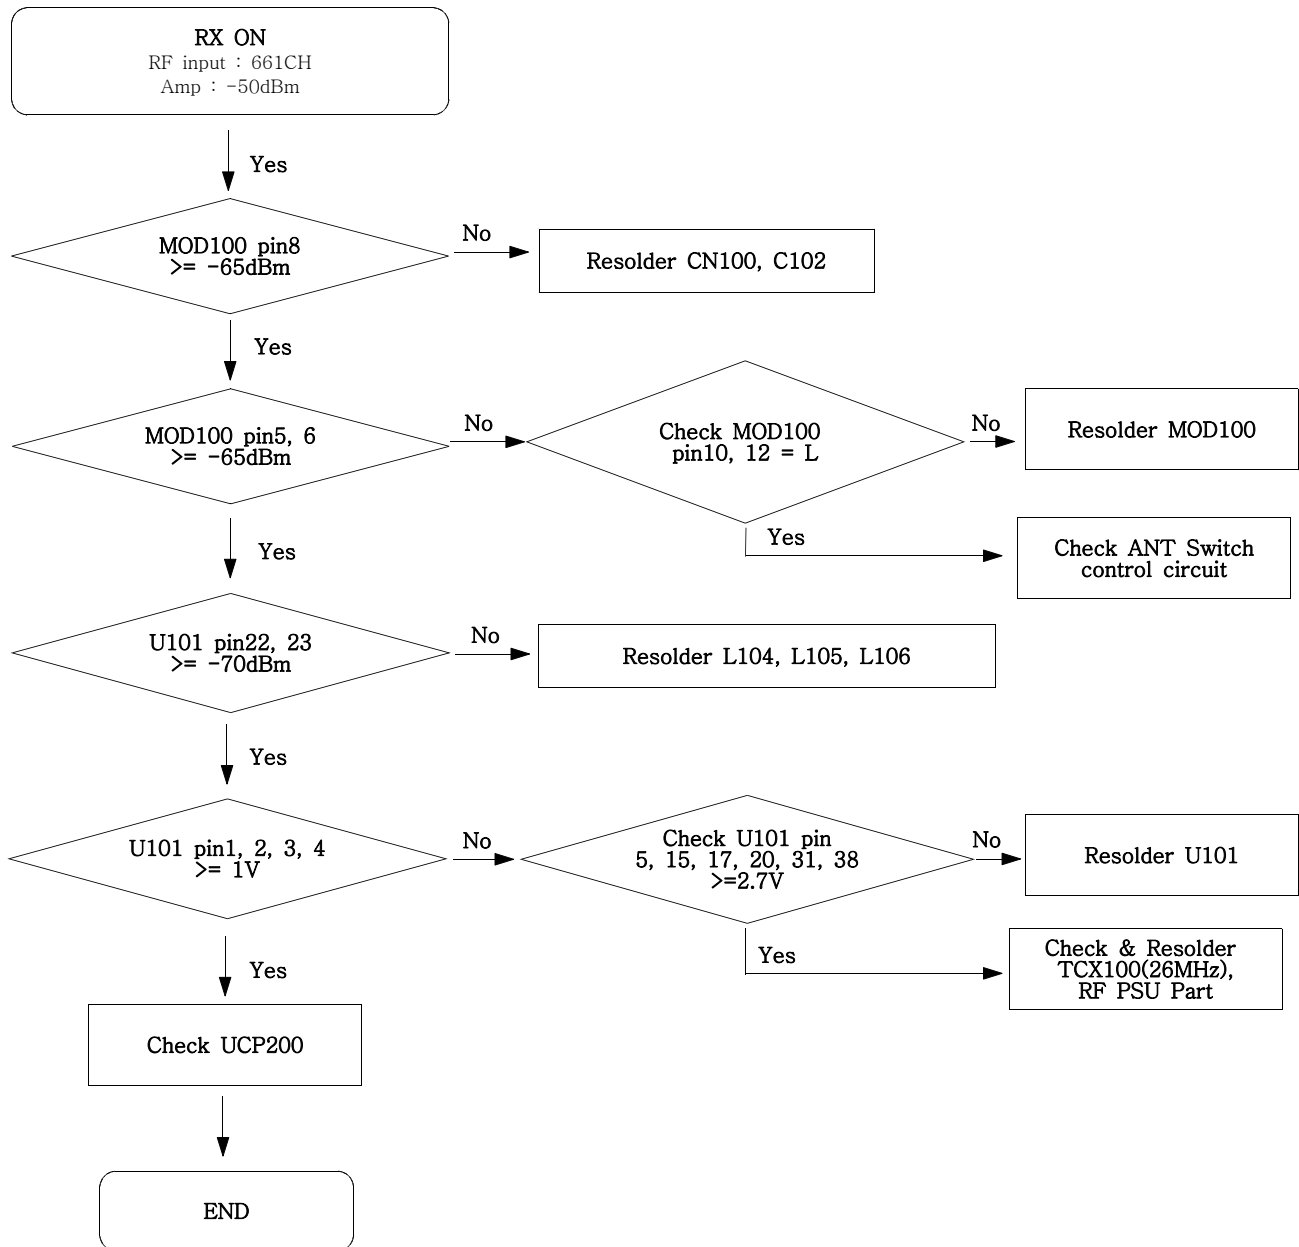 RX ON
RF input : 661CH
Amp : -50dBm
Yes
MOD100 pin8
>= -65dBm
No
Resolder CN100, C102
Yes
MOD100 pin5, 6
>= -65dBm
No
Check MOD100
pin10, 12 = L
No
Resolder MOD100
Yes
Check ANT Switch
control circuit
Yes
U101 pin22, 23
>= -70dBm
No
Resolder L104, L105, L106
Yes
U101 pin1, 2, 3, 4
>= 1V
No
Check U101 pin
5, 15, 17, 20, 31, 38
>=2.7V
No
Resolder U101
Yes
Check & Resolder
TCX100(26MHz),
RF PSU Part
Yes
Check UCP200
END